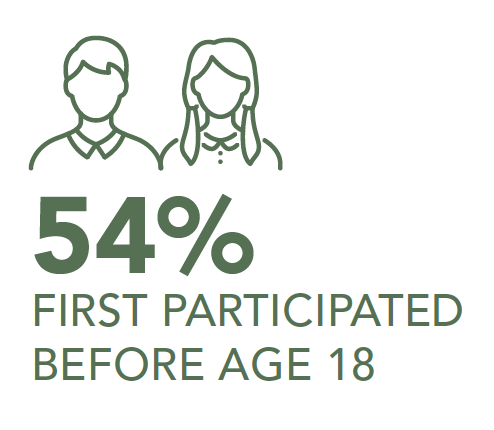 54%
FIRST PARTICIPATED
BEFORE AGE 18